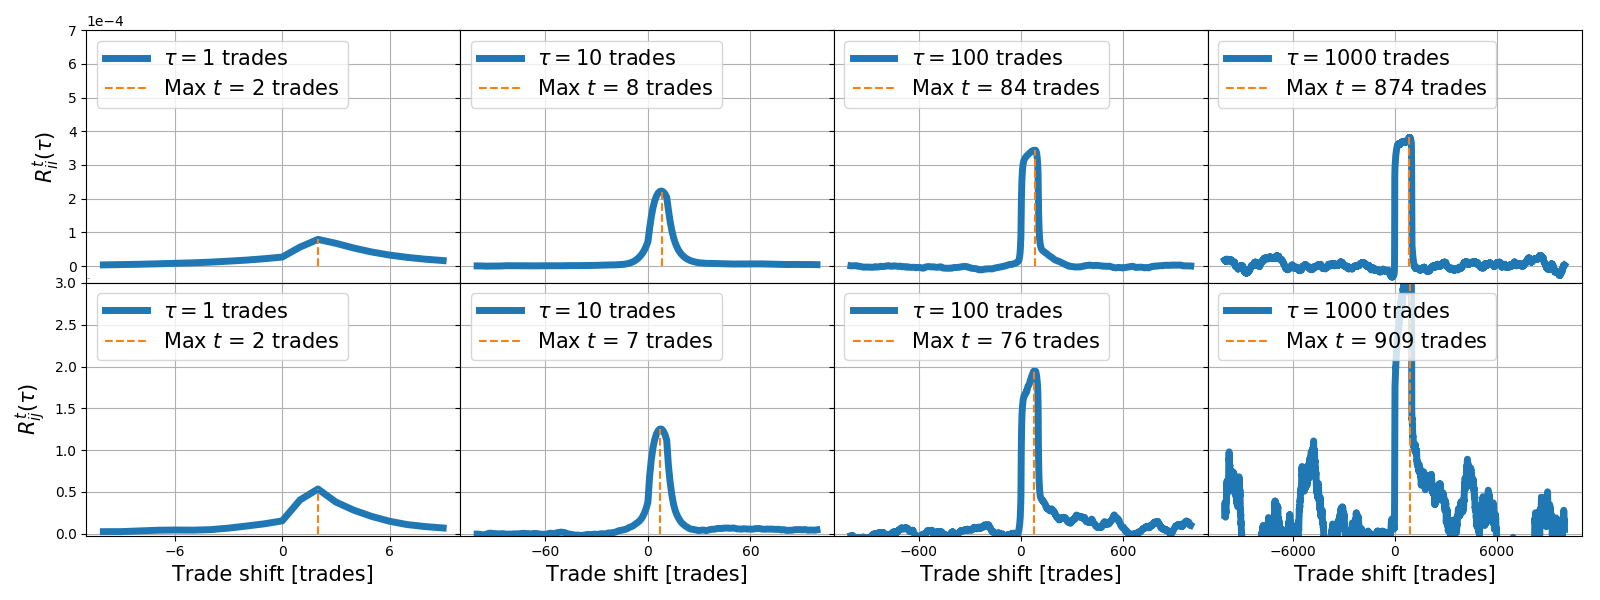 1e−4
7
6
5
4
3
2
1
0
R^t_{ii}(τ)
τ = 1 trades
Max t = 2 trades
τ = 10 trades
Max t = 8 trades
τ = 100 trades
Max t = 84 trades
τ = 1000 trades
Max t = 874 trades
3.0
2.5
2.0
1.5
1.0
0.5
0.0
R^t_{ij}(τ)
τ = 1 trades
Max t = 2 trades
τ = 10 trades
Max t = 7 trades
τ = 100 trades
Max t = 76 trades
τ = 1000 trades
Max t = 909 trades
−6 0 6
−60 0 60
−600 0 600
−6000 0 6000
Trade shift [trades]
Trade shift [trades]
Trade shift [trades]
Trade shift [trades]